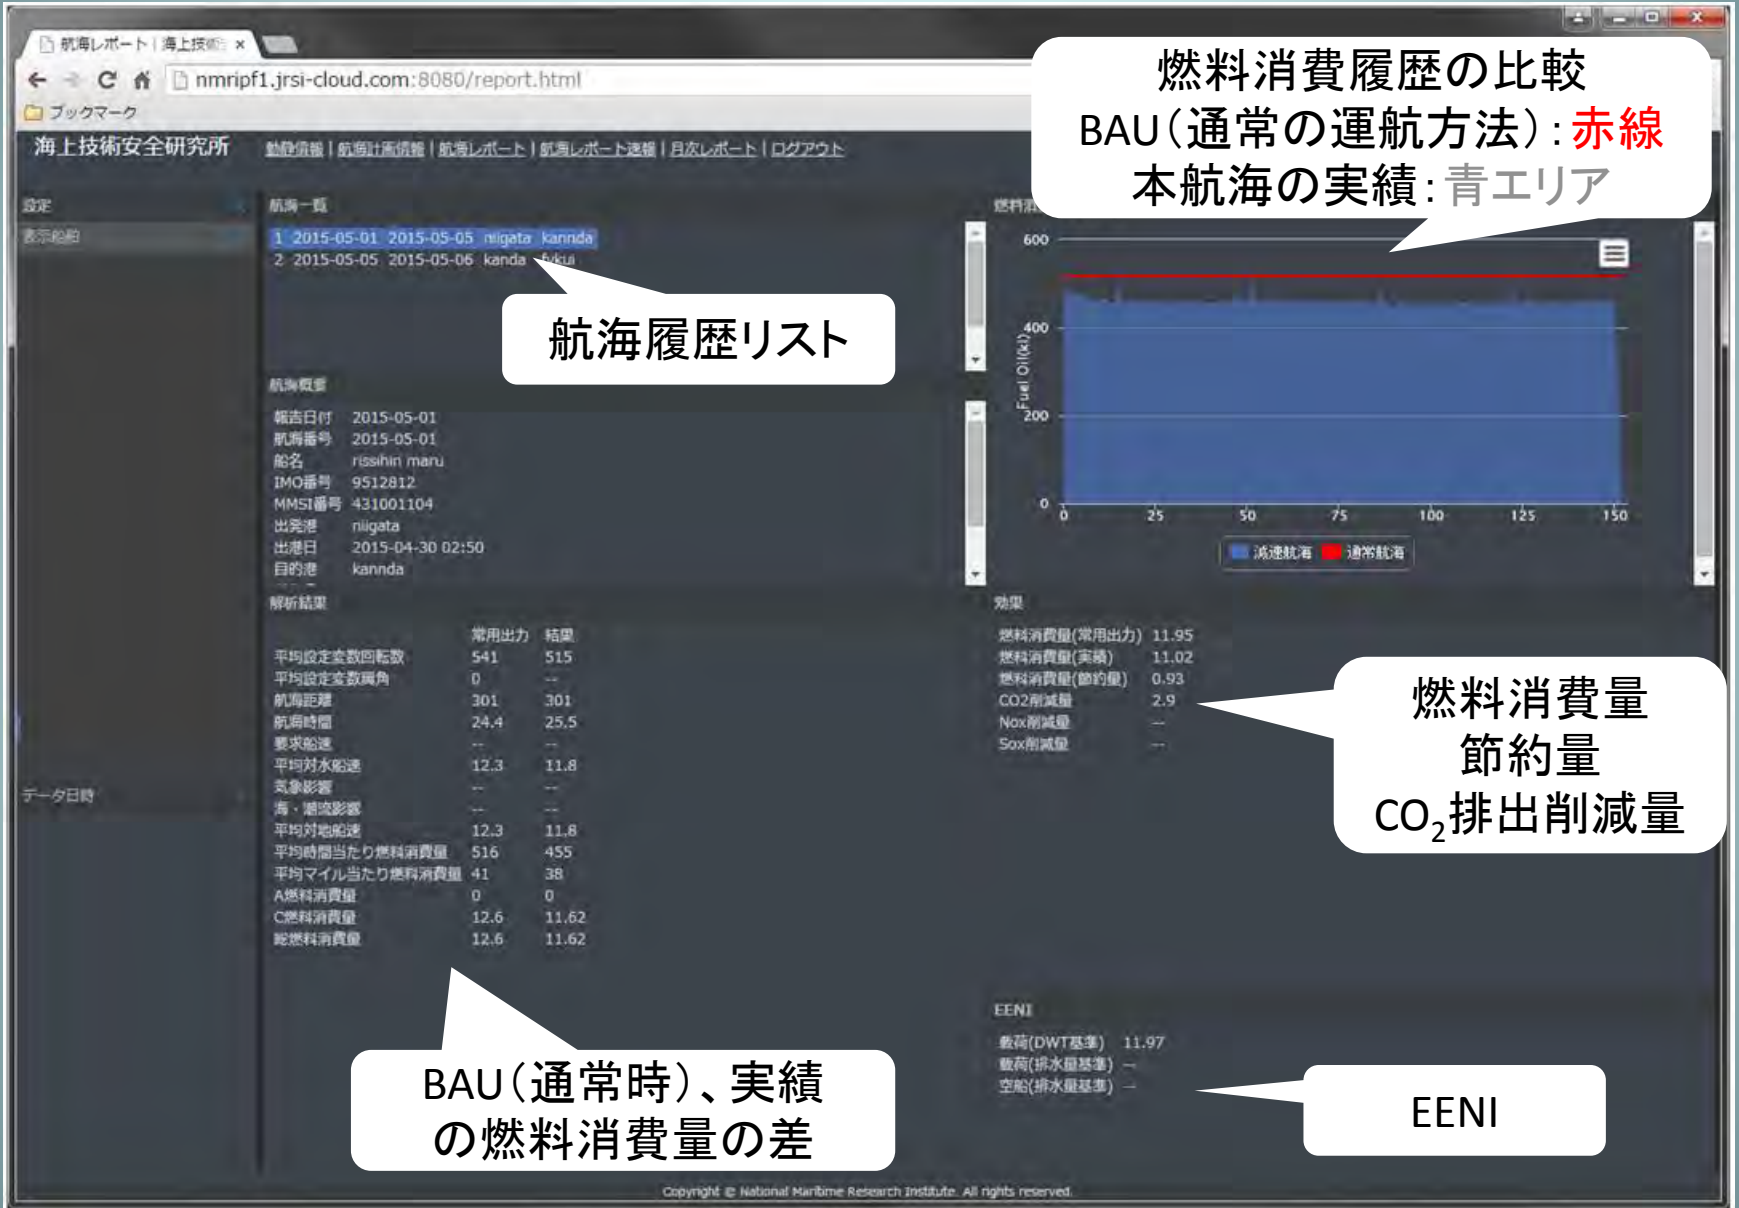 航海レポート | 海上技術
nmripf1.jrsi-cloud.com:8080/report.html
ブックマーク
燃料消費履歴の比較
BAU（通常の運航方法）：赤線
本航海の実績：青エリア
海上技術安全研究所
動静情報 | 航海計画情報 | 航海レポート | 航海レポート速報 | 月次レポート | ログアウト
設定
表示船舶
データ日時
航海一覧
1 2015-05-01 2015-05-05 niigata kannda
2 2015-05-05 2015-05-06 kanda fykui
航海履歴リスト
航海概要
報告日付 2015-05-01
航海番号 2015-05-01
船名 rissihiri maru
IMO番号 9512812
MMSI番号 431001104
出発港 niigata
出港日 2015-04-30 02:50
目的港 kannda
燃料消
600
400
200
0
Fuel Oil(kl)
0 25 50 75 100 125 150
減速航海 通常航海
解析結果
常用出力 結果
平均設定変数回転数 541 515
平均設定変数翼角 0 --
航海距離 301 301
航海時間 24.4 25.5
要求船速 -- --
平均対水船速 12.3 11.8
気象影響 -- --
海・潮流影響 -- --
平均対地船速 12.3 11.8
平均時間当たり燃料消費量 516 455
平均マイル当たり燃料消費量 41 38
A燃料消費量 0 0
C燃料消費量 12.6 11.62
総燃料消費量 12.6 11.62
BAU（通常時）、実績
の燃料消費量の差
効果
燃料消費量(常用出力) 11.95
燃料消費量(実績) 11.02
燃料消費量(節約量) 0.93
CO2削減量 2.9
Nox削減量 --
Sox削減量 --
燃料消費量
節約量
CO₂排出削減量
EENI
載荷(DWT基準) 11.97
載荷(排水量基準) --
空船(排水量基準) --
EENI
Copyright © National Maritime Research Institute. All rights reserved.